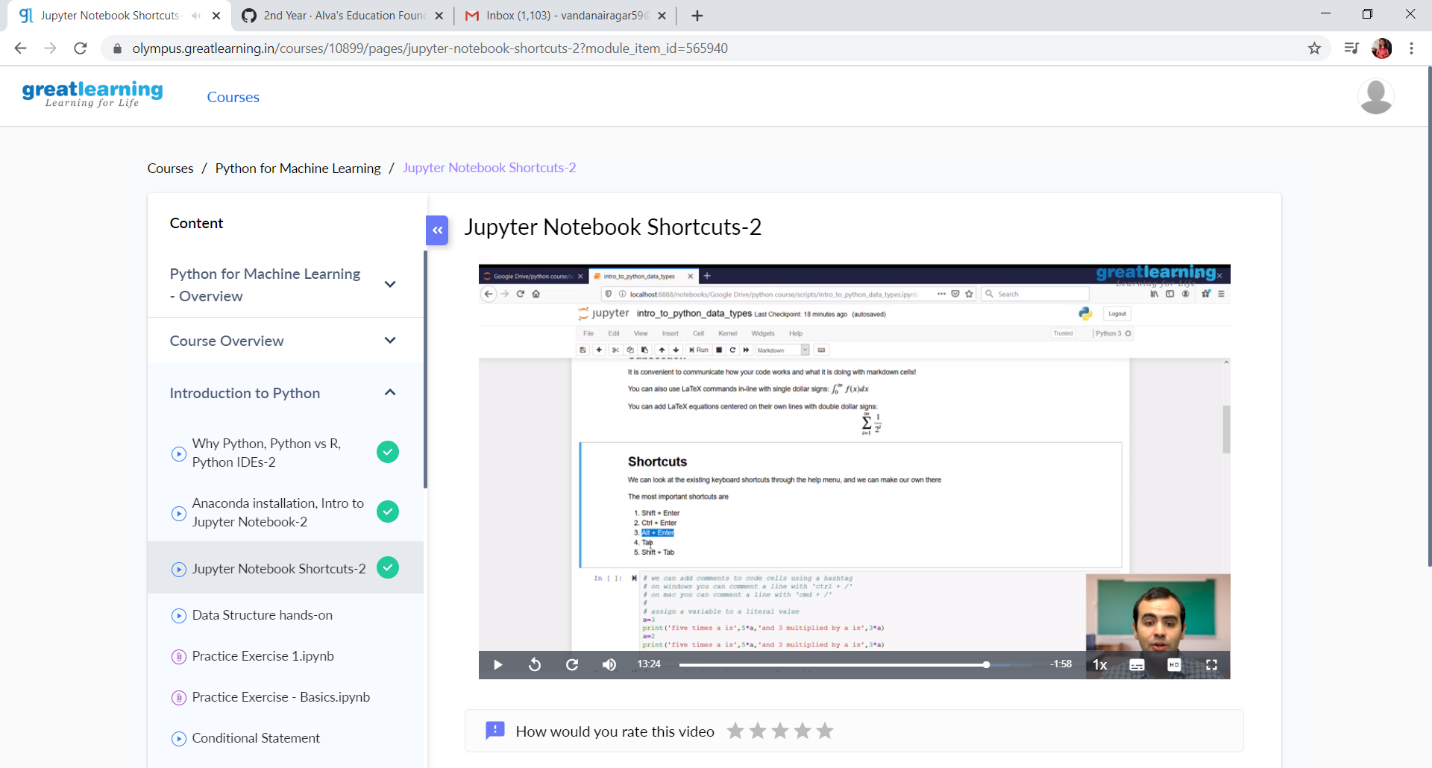 Jupyter Notebook Shortcuts
2nd Year · Alva's Education Foun
Inbox (1,103) - vandanairagar59@
olympus.greatlearning.in/courses/10899/pages/jupyter-notebook-shortcuts-2?module_item_id=565940
greatlearning
Learning for Life
Courses
Courses / Python for Machine Learning / Jupyter Notebook Shortcuts-2
Content
Python for Machine Learning
- Overview
Course Overview
Introduction to Python
Why Python, Python vs R,
Python IDEs-2
Anaconda installation, Intro to
Jupyter Notebook-2
Jupyter Notebook Shortcuts-2
Data Structure hands-on
Practice Exercise 1.ipynb
Practice Exercise - Basics.ipynb
Conditional Statement
Jupyter Notebook Shortcuts-2
Google Drive/python course/
intro_to_python_data_types
greatlearning
Learning for Life
localhost:8888/notebooks/Google Drive/python course/scripts/intro_to_python_data_types.ipynb
Search
jupyter intro_to_python_data_types Last Checkpoint: 18 minutes ago (autosaved)
Logout
File Edit View Insert Cell Kernel Widgets Help
Trusted
Python 3
Run
Markdown
It is convenient to communicate how your code works and what it is doing with markdown cells!
You can also use LaTeX commands in-line with single dollar signs: ∫₀^∞ f(x)dx
You can add LaTeX equations centered on their own lines with double dollar signs:
Shortcuts
We can look at the existing keyboard shortcuts through the help menu, and we can make our own there
The most important shortcuts are
1. Shift + Enter
2. Ctrl + Enter
3. Alt + Enter
4. Tab
5. Shift + Tab
In [ ]:
# we can add comments to code cells using a hashtag
# on windows you can comment a line with 'ctrl + /'
# on mac you can comment a line with 'cmd + /'
#
# assign a variable to a literal value
a=3
print('five times a is',5*a,'and 3 multiplied by a is',3*a)
a=2
print('five times a is',5*a,'and 3 multiplied by a is',3*a)
13:24
-1:58
1x
HD
How would you rate this video